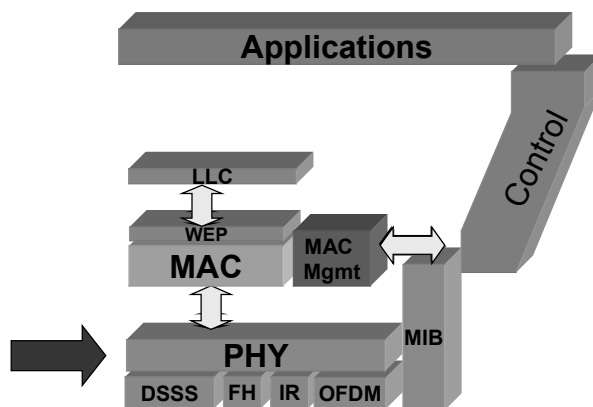 Applications
Control
LLC
WEP
MAC
MAC
Mgmt
PHY
MIB
DSSS
FH
IR
OFDM